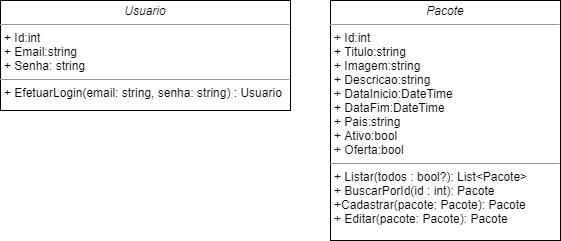 Usuario
+ Id:int
+ Email:string
+ Senha: string
+ EfetuarLogin(email: string, senha: string) : Usuario
Pacote
+ Id:int
+ Titulo:string
+ Imagem:string
+ Descricao:string
+ DataInicio:DateTime
+ DataFim:DateTime
+ Pais:string
+ Ativo:bool
+ Oferta:bool
+ Listar(todos : bool?): List<Pacote>
+ BuscarPorId(id : int): Pacote
+Cadastrar(pacote: Pacote): Pacote
+ Editar(pacote: Pacote): Pacote